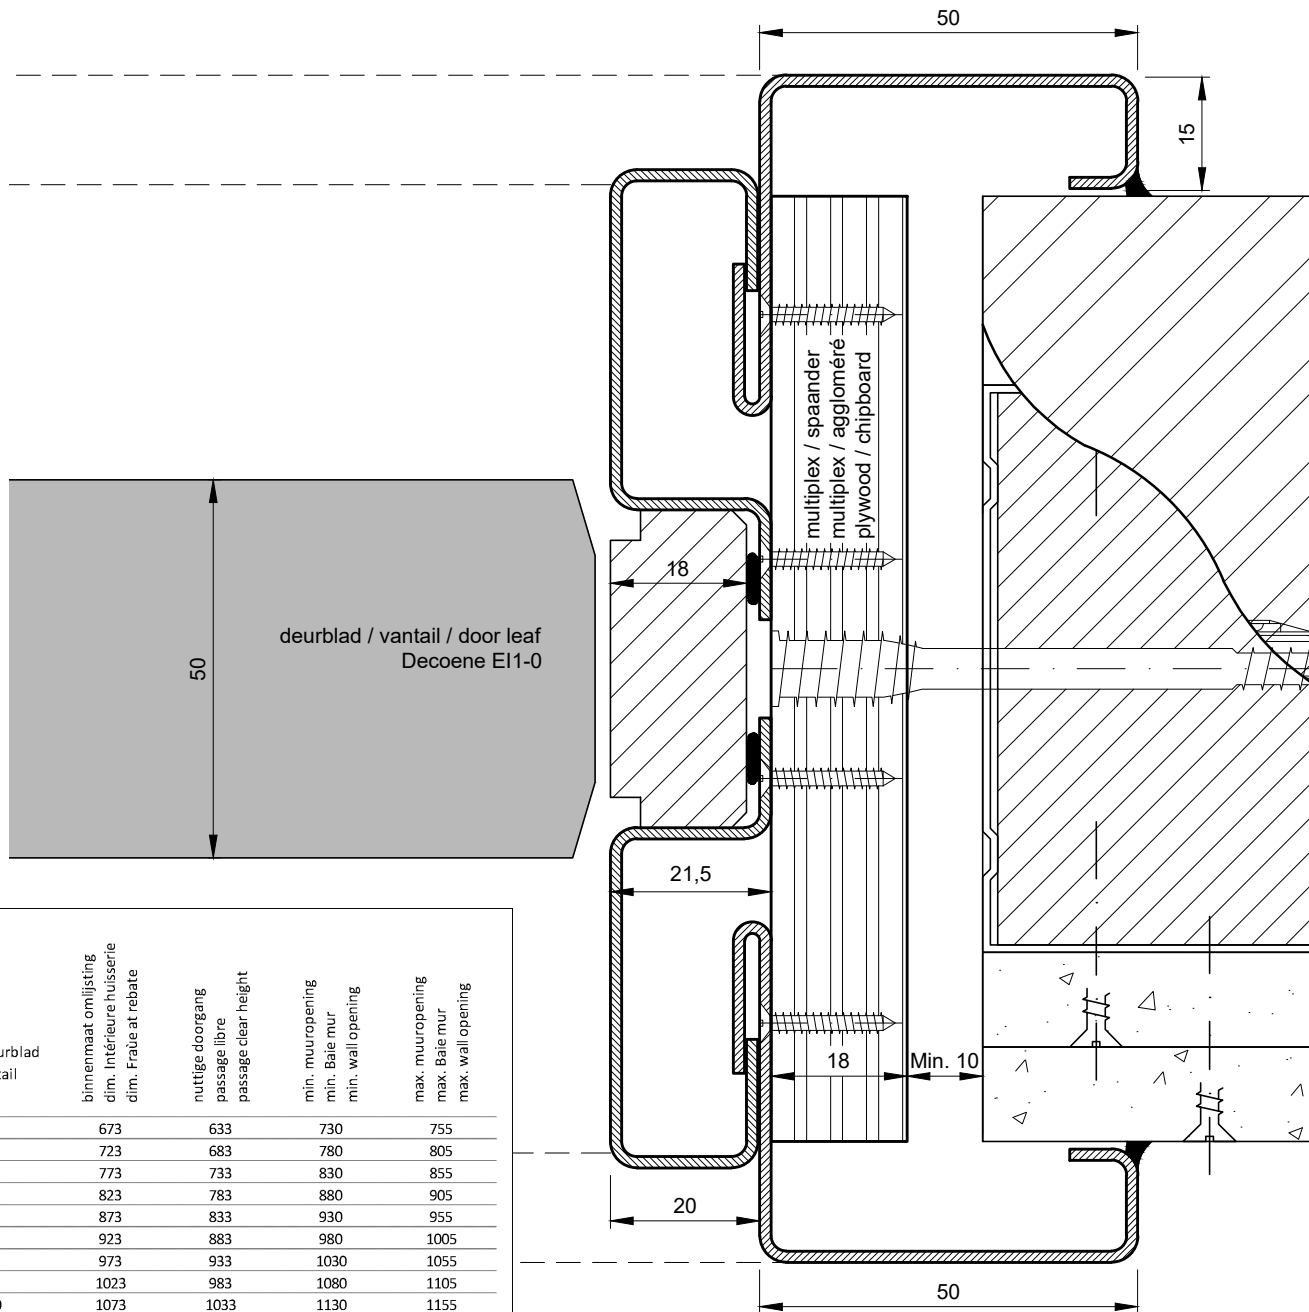 50
15
multiplex / spaander
multiplex / aggloméré
plywood / chipboard
18
deurblad / vantail / door leaf
Decoene EI1-0
50
21,5
18
Min. 10
20
50
binnenmaat omlijsting
dim. Intérieure huisserie
dim. Fraùe at rebate
nuttige doorgang
passage libre
passage clear height
min. muuropening
min. Baie mur
min. wall opening
max. muuropening
max. Baie mur
max. wall opening
673 633 730 755
723 683 780 805
773 733 830 855
823 783 880 905
873 833 930 955
923 883 980 1005
973 933 1030 1055
1023 983 1080 1105
1073 1033 1130 1155